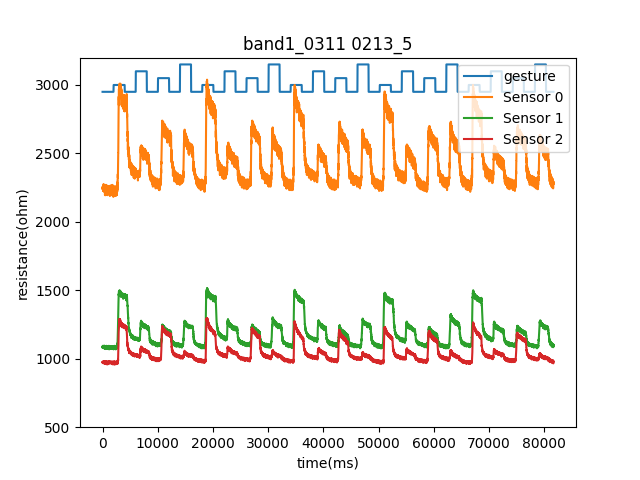 band1_0311 0213_5
gesture
Sensor 0
Sensor 1
Sensor 2
3000
2500
2000
1500
1000
500
resistance(ohm)
0 10000 20000 30000 40000 50000 60000 70000 80000
time(ms)